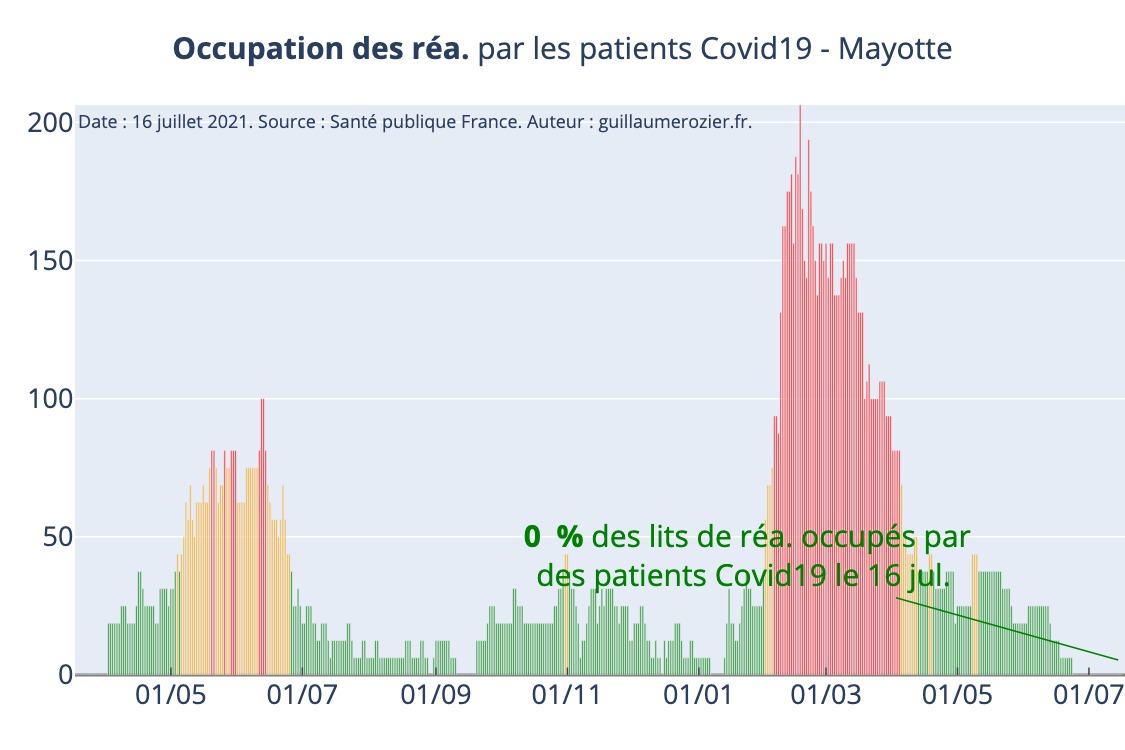 Occupation des réa. par les patients Covid19 - Mayotte
200
Date : 16 juillet 2021. Source : Santé publique France. Auteur : guillaumerozier.fr.
150
100
50
0 % des lits de réa. occupés par
des patients Covid19 le 16 jul.
0
01/05 01/07 01/09 01/11 01/01 01/03 01/05 01/07